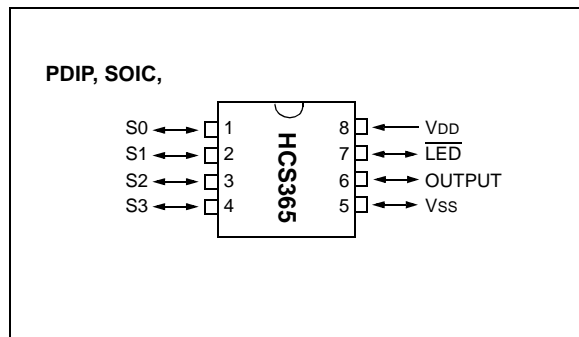 PDIP, SOIC,
S0 1 8 VDD
S1 2 7 LED
S2 3 6 OUTPUT
S3 4 5 VSS
HCS365